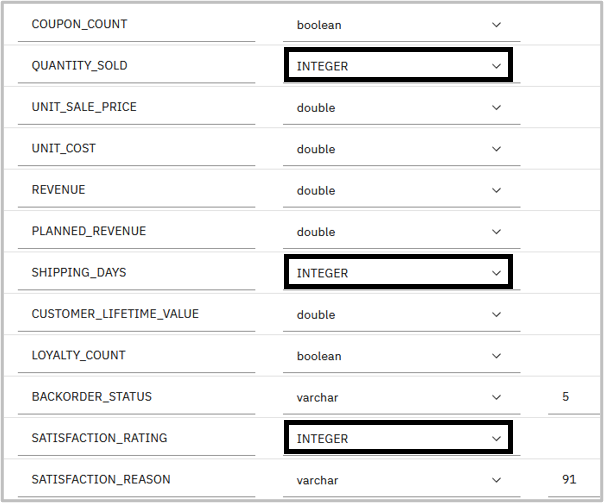 COUPON_COUNT boolean
QUANTITY_SOLD INTEGER
UNIT_SALE_PRICE double
UNIT_COST double
REVENUE double
PLANNED_REVENUE double
SHIPPING_DAYS INTEGER
CUSTOMER_LIFETIME_VALUE double
LOYALTY_COUNT boolean
BACKORDER_STATUS varchar 5
SATISFACTION_RATING INTEGER
SATISFACTION_REASON varchar 91